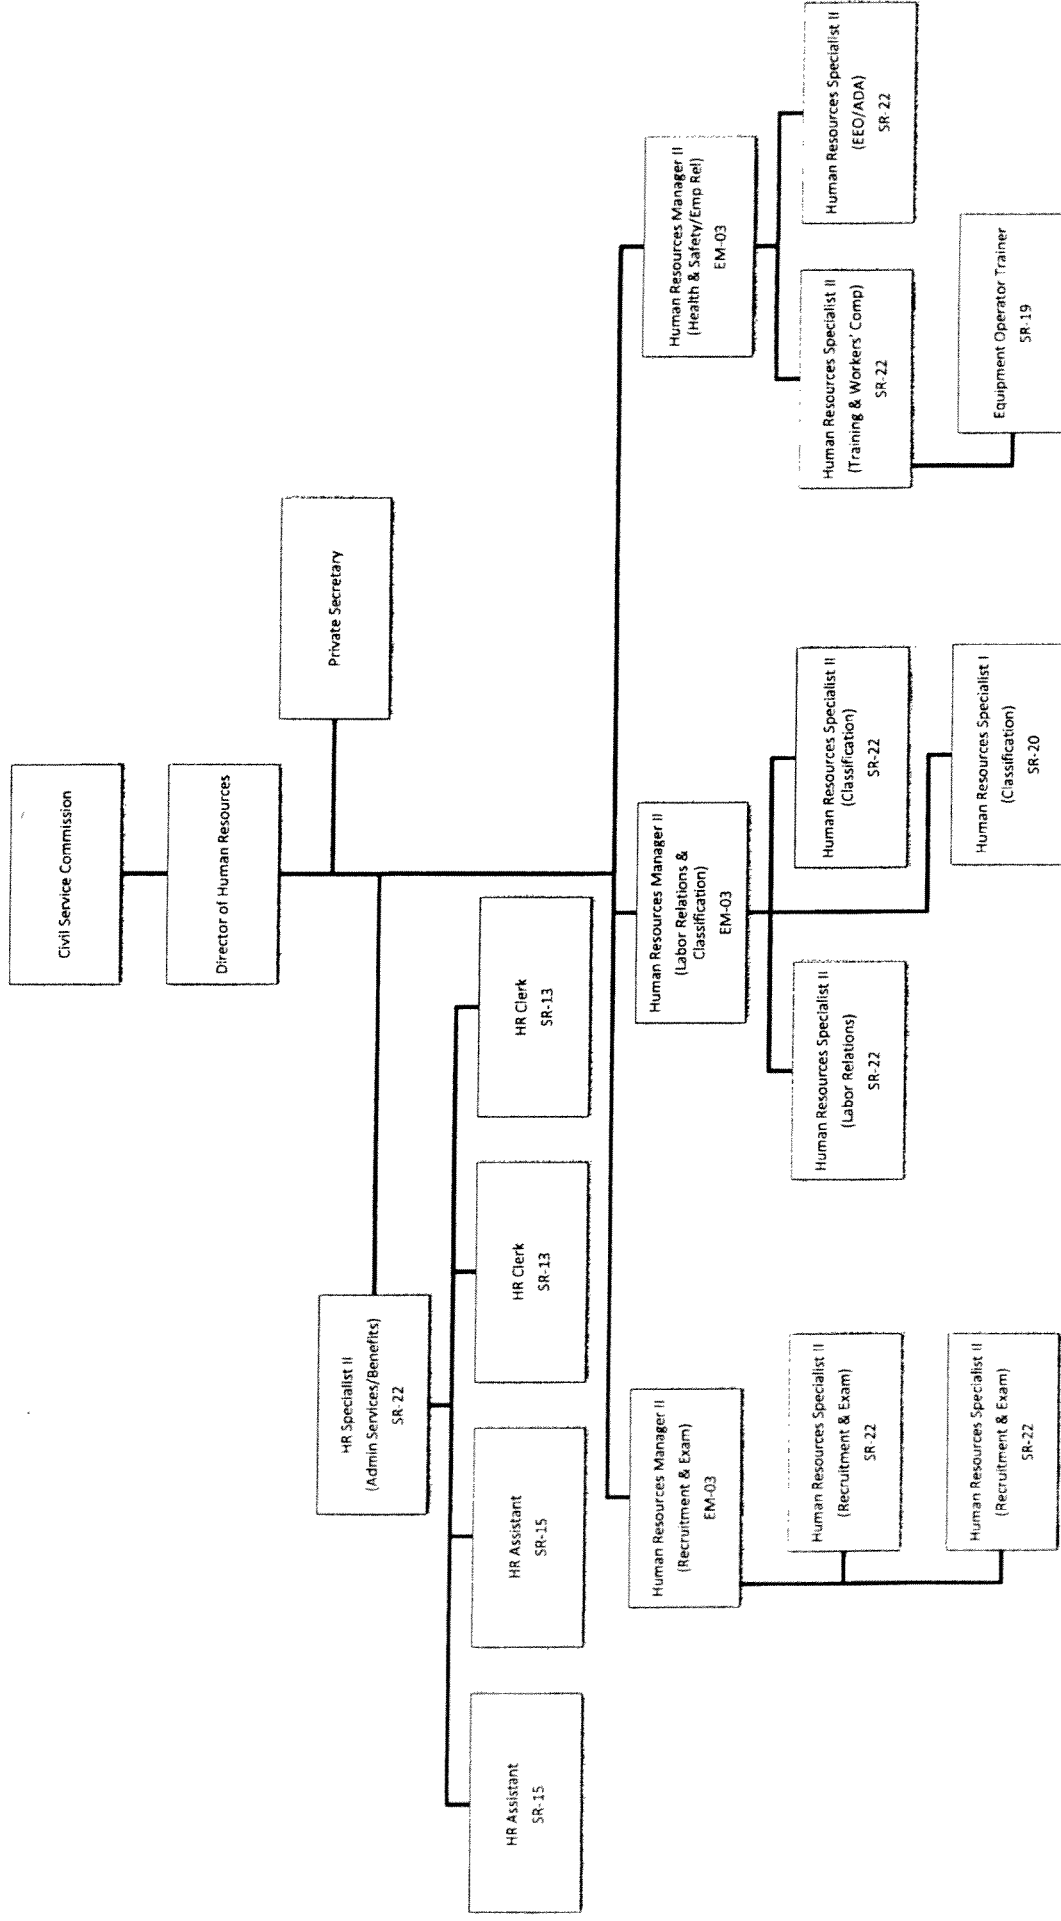 Civil Service Commission
Director of Human Resources
Private Secretary
HR Specialist II
(Admin Services/Benefits)
SR-22
HR Assistant
SR-15
HR Assistant
SR-15
HR Clerk
SR-13
HR Clerk
SR-13
Human Resources Manager II
(Recruitment & Exam)
EM-03
Human Resources Specialist II
(Recruitment & Exam)
SR-22
Human Resources Specialist II
(Recruitment & Exam)
SR-22
Human Resources Manager II
(Labor Relations &
Classification)
EM-03
Human Resources Specialist II
(Labor Relations)
SR-22
Human Resources Specialist II
(Classification)
SR-22
Human Resources Specialist I
(Classification)
SR-20
Human Resources Manager II
(Health & Safety/Emp Rel)
EM-03
Human Resources Specialist II
(Training & Workers' Comp)
SR-22
Human Resources Specialist II
(EEO/ADA)
SR-22
Equipment Operator Trainer
SR-19